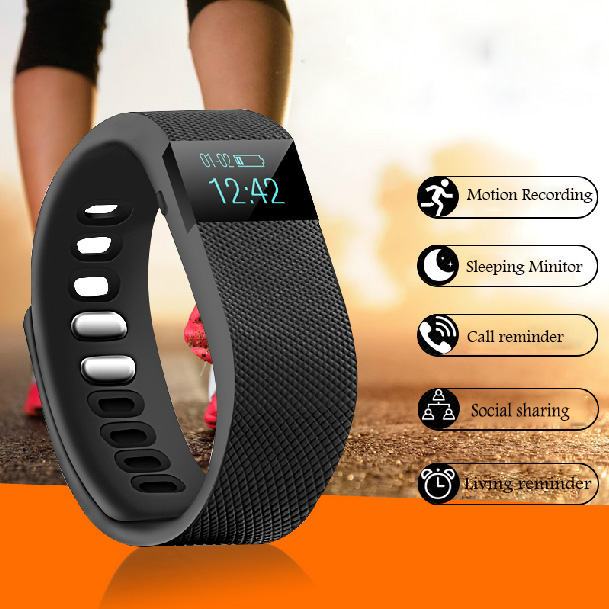 01-02
12:42
Motion Recording
Sleeping Minitor
Call reminder
Social sharing
Living reminder